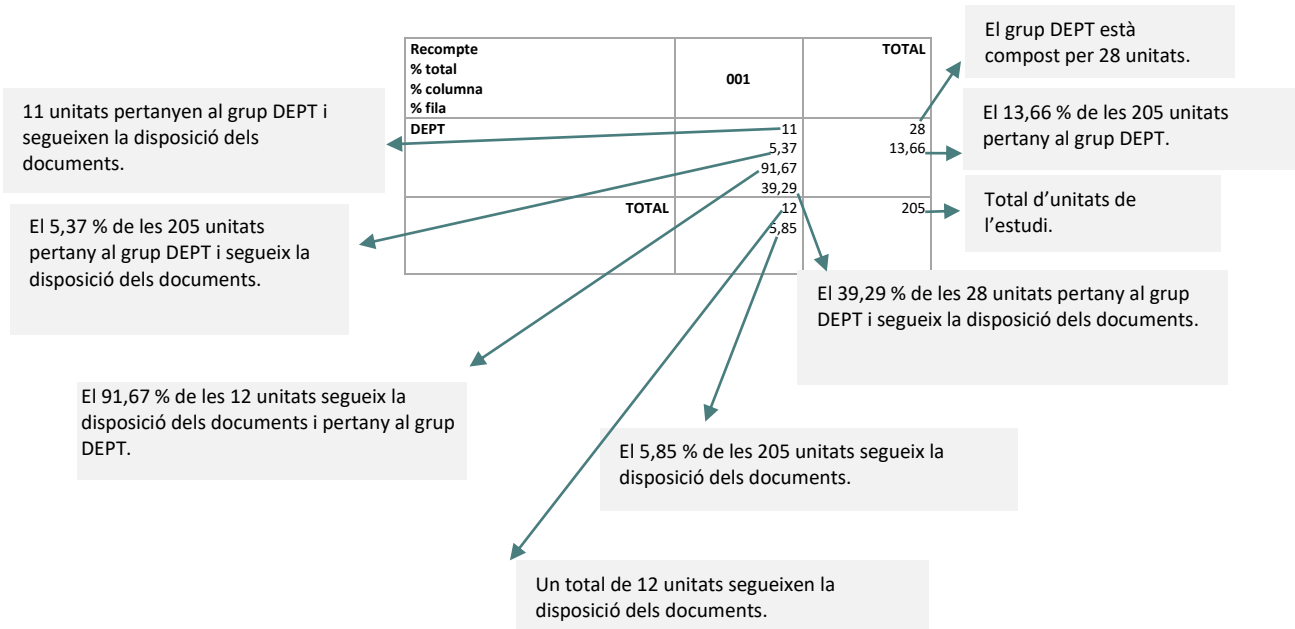 Recompte
% total
% columna
% fila
001
TOTAL
DEPT
11
5,37
91,67
39,29
28
13,66
TOTAL
12
5,85
205
El grup DEPT està
compost per 28 unitats.
11 unitats pertanyen al grup DEPT i
segueixen la disposició dels
documents.
El 13,66 % de les 205 unitats
pertany al grup DEPT.
El 5,37 % de les 205 unitats
pertany al grup DEPT i segueix la
disposició dels documents.
Total d’unitats de
l’estudi.
El 39,29 % de les 28 unitats pertany al grup
DEPT i segueix la disposició dels documents.
El 91,67 % de les 12 unitats segueix la
disposició dels documents i pertany al grup
DEPT.
El 5,85 % de les 205 unitats segueix la
disposició dels documents.
Un total de 12 unitats segueixen la
disposició dels documents.